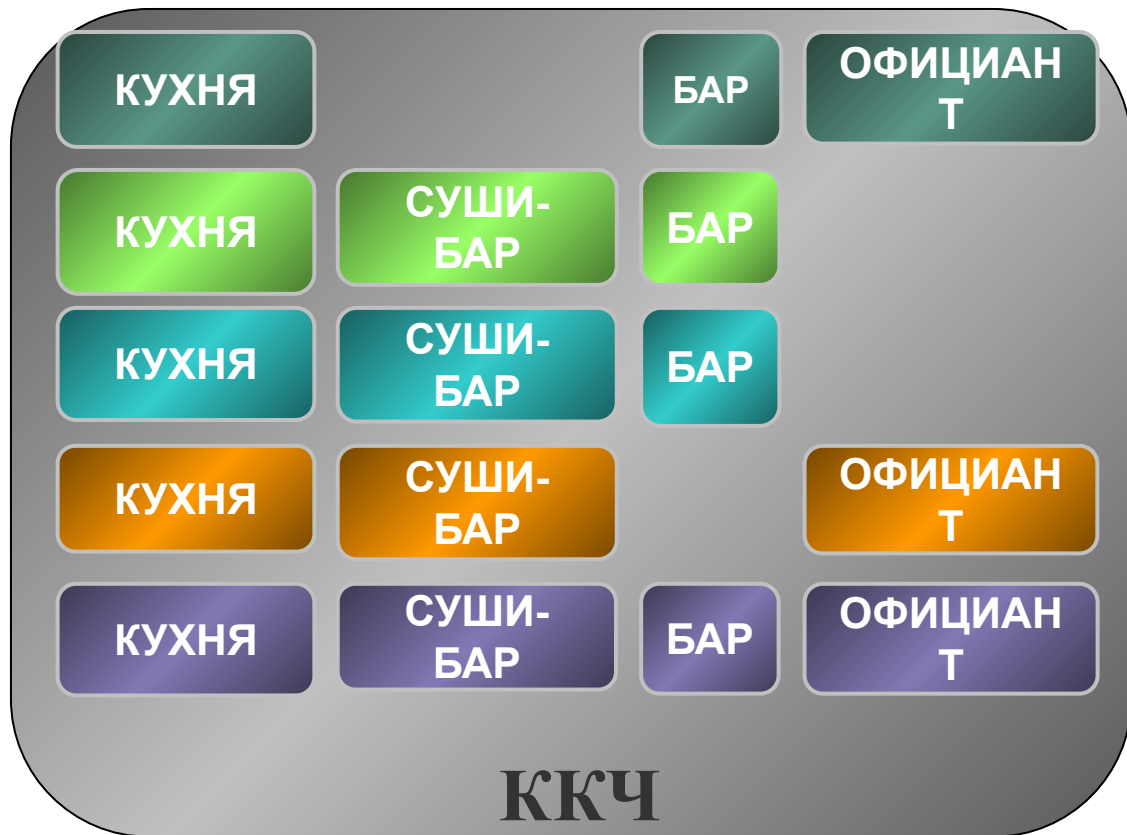 КУХНЯ
БАР
ОФИЦИАН
Т
КУХНЯ
СУШИ-
БАР
БАР
КУХНЯ
СУШИ-
БАР
БАР
КУХНЯ
СУШИ-
БАР
ОФИЦИАН
Т
КУХНЯ
СУШИ-
БАР
БАР
ОФИЦИАН
Т
ККЧ